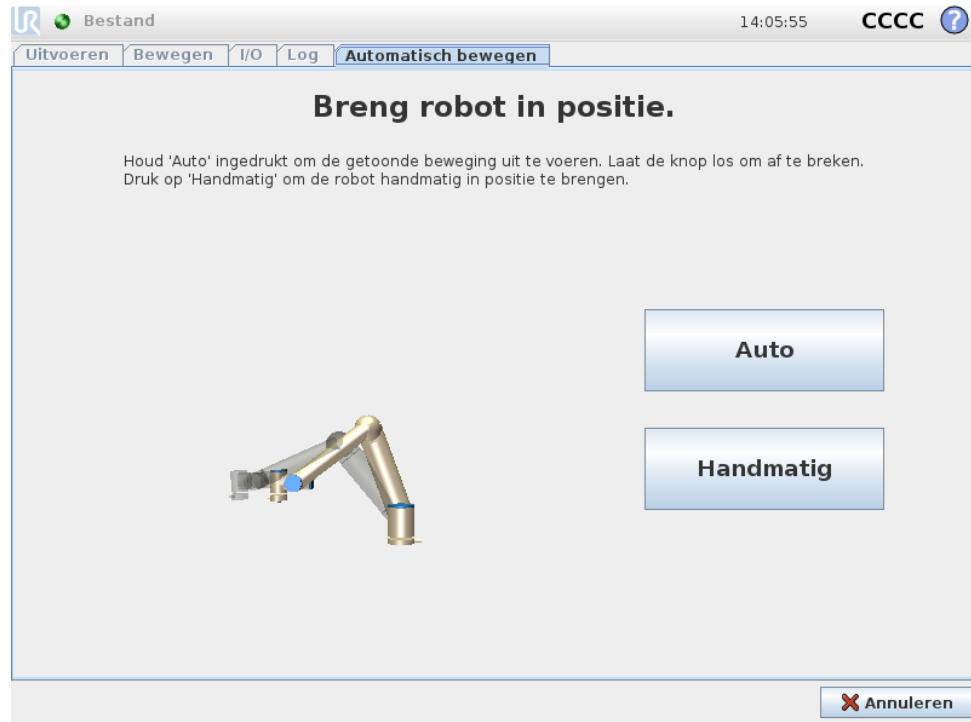 UR Bestand 14:05:55 CCCC ?
Uitvoeren Bewegen I/O Log Automatisch bewegen
Breng robot in positie.
Houd 'Auto' ingedrukt om de getoonde beweging uit te voeren. Laat de knop los om af te breken.
Druk op 'Handmatig' om de robot handmatig in positie te brengen.
Auto
Handmatig
Annuleren